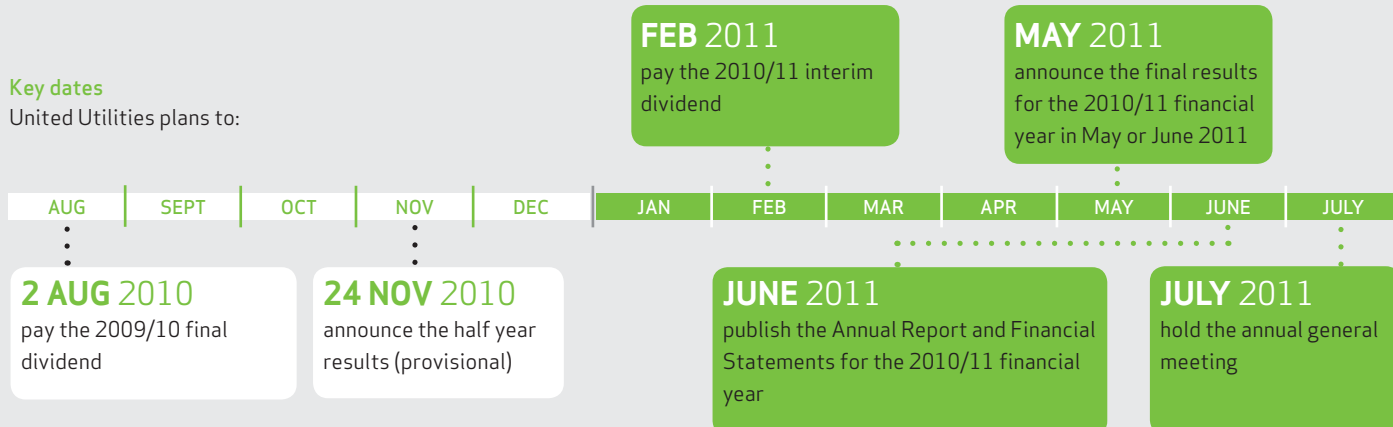 Key dates
United Utilities plans to:
FEB 2011
pay the 2010/11 interim
dividend
MAY 2011
announce the final results
for the 2010/11 financial
year in May or June 2011
AUG SEPT OCT NOV DEC JAN FEB MAR APR MAY JUNE JULY
2 AUG 2010
pay the 2009/10 final
dividend
24 NOV 2010
announce the half year
results (provisional)
JUNE 2011
publish the Annual Report and Financial
Statements for the 2010/11 financial
year
JULY 2011
hold the annual general
meeting